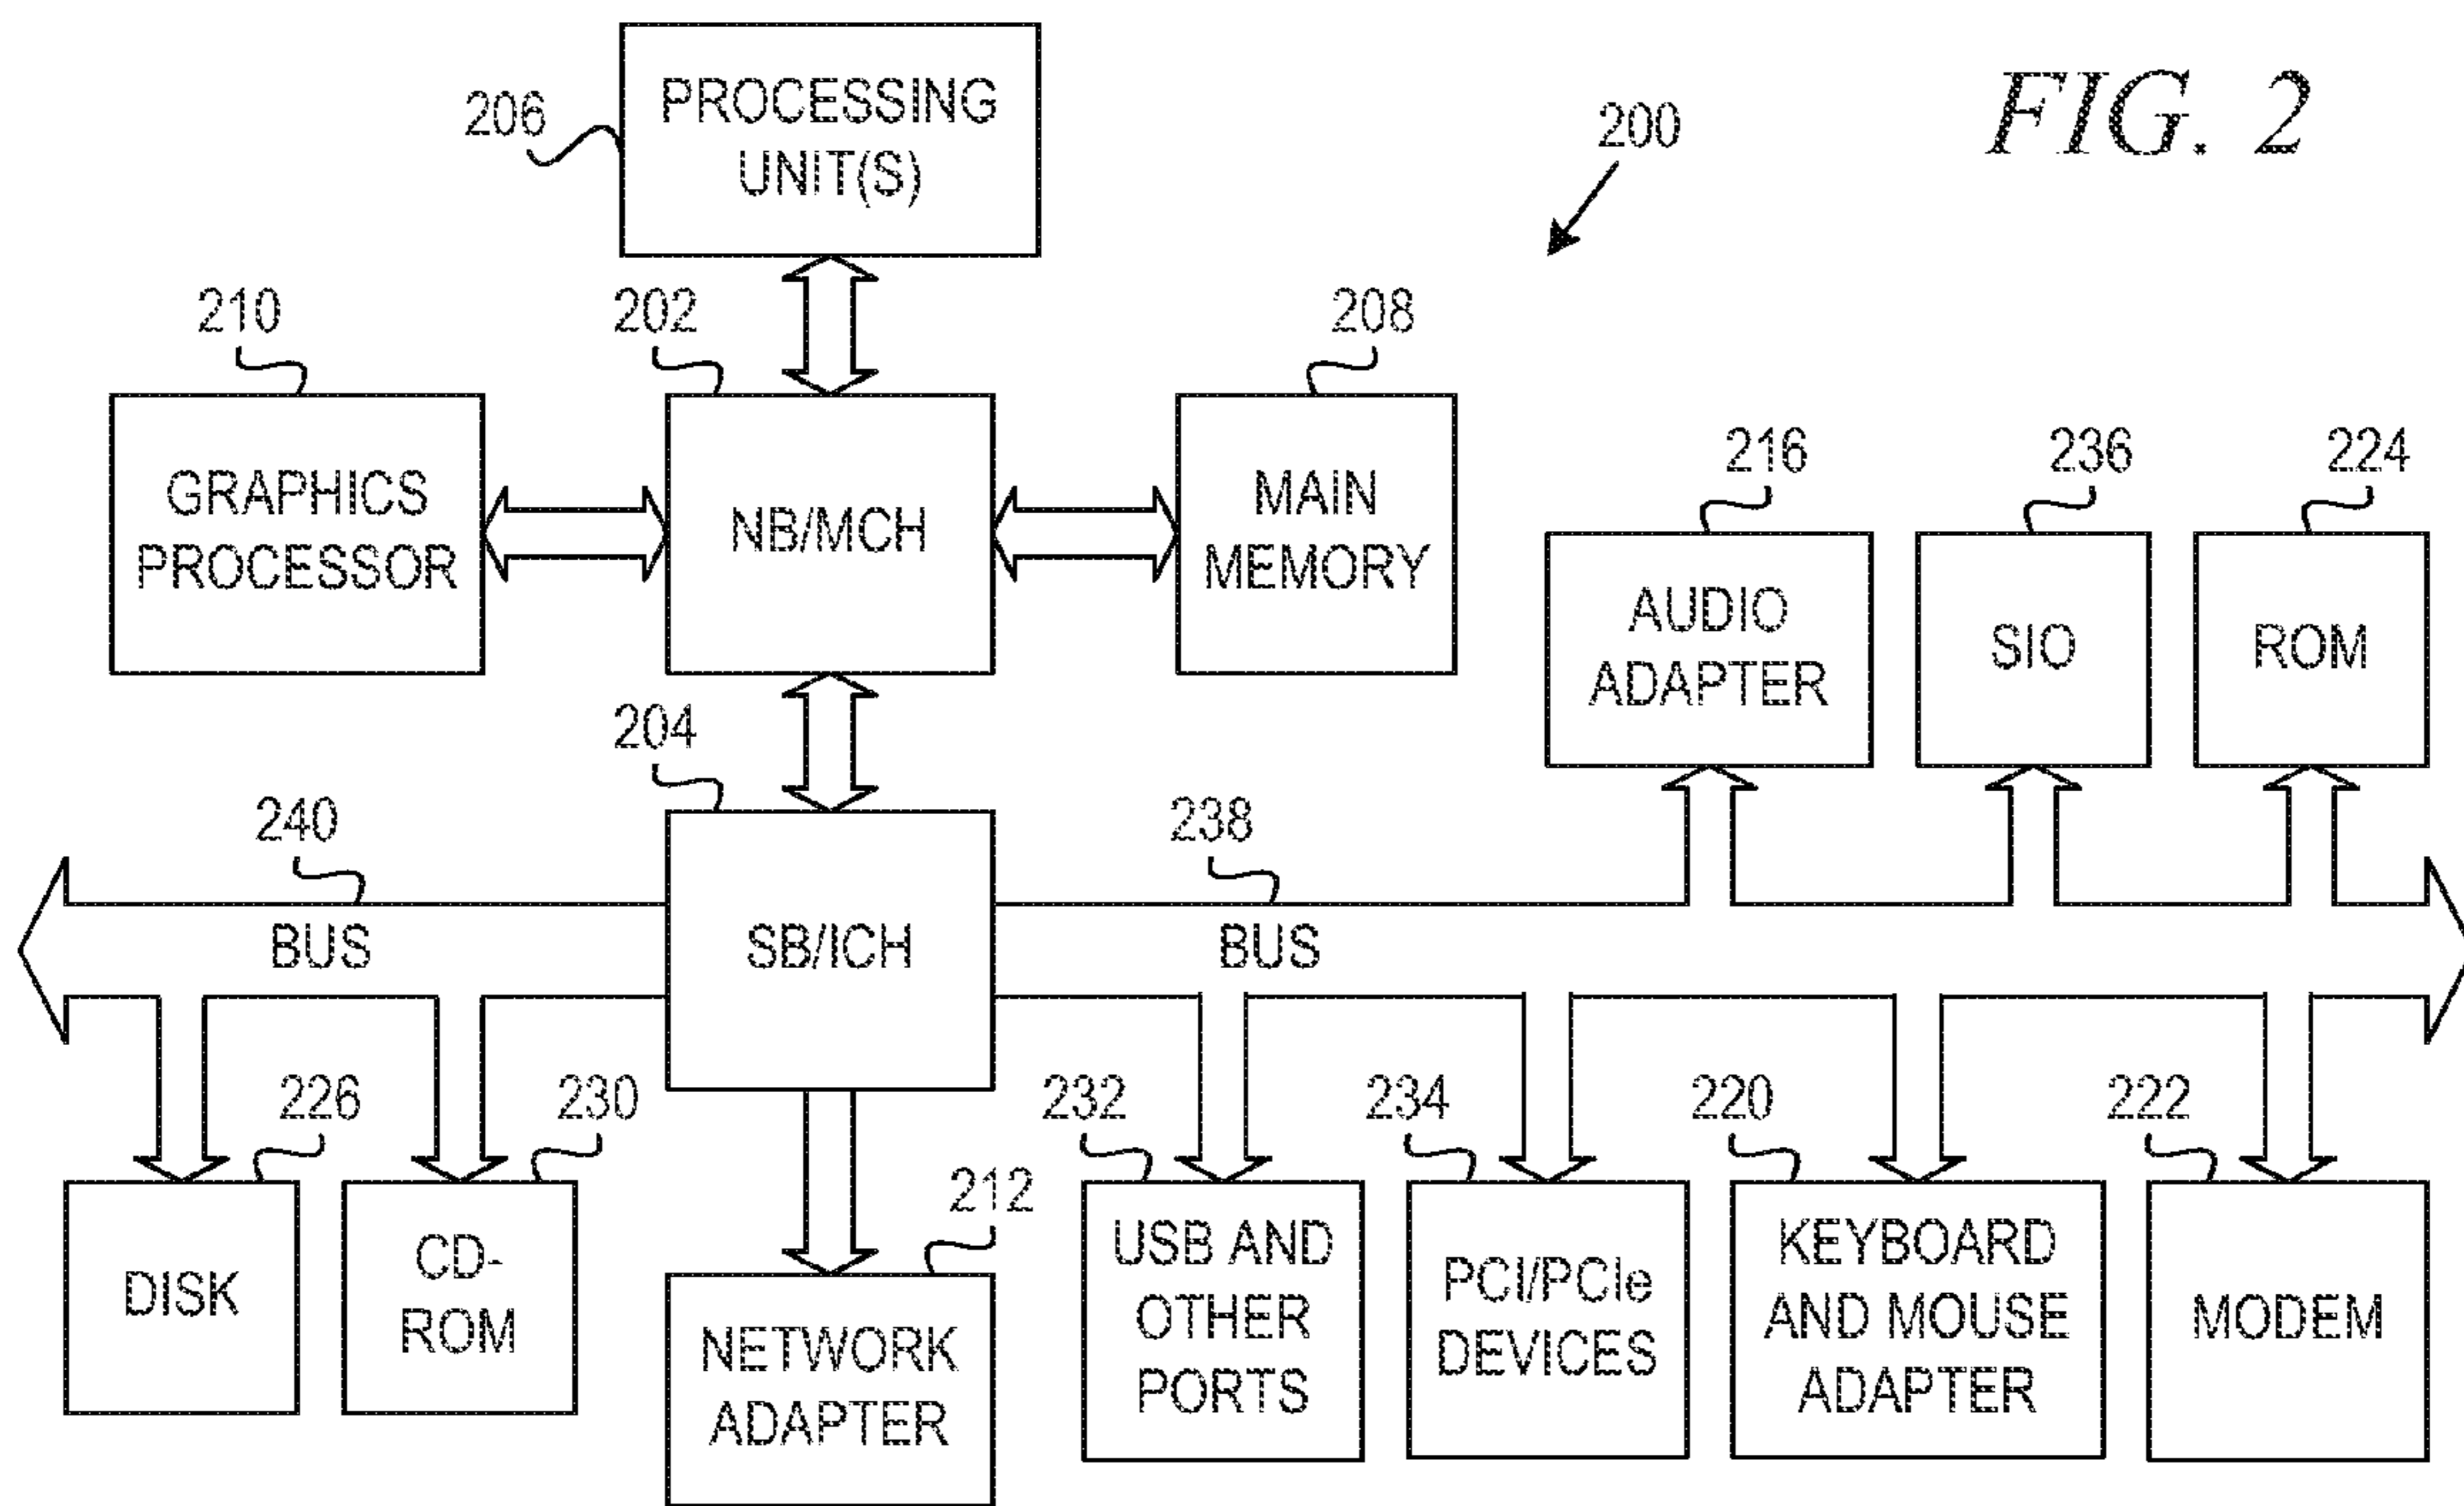 FIG. 2
200
206
PROCESSING
UNIT(S)
210
202
208
GRAPHICS
PROCESSOR
NB/MCH
MAIN
MEMORY
216
236
224
AUDIO
ADAPTER
SIO
ROM
204
240
238
BUS
SB/ICH
BUS
226
230
212
232
234
220
222
DISK
CD-
ROM
NETWORK
ADAPTER
USB AND
OTHER
PORTS
PCI/PCIe
DEVICES
KEYBOARD
AND MOUSE
ADAPTER
MODEM